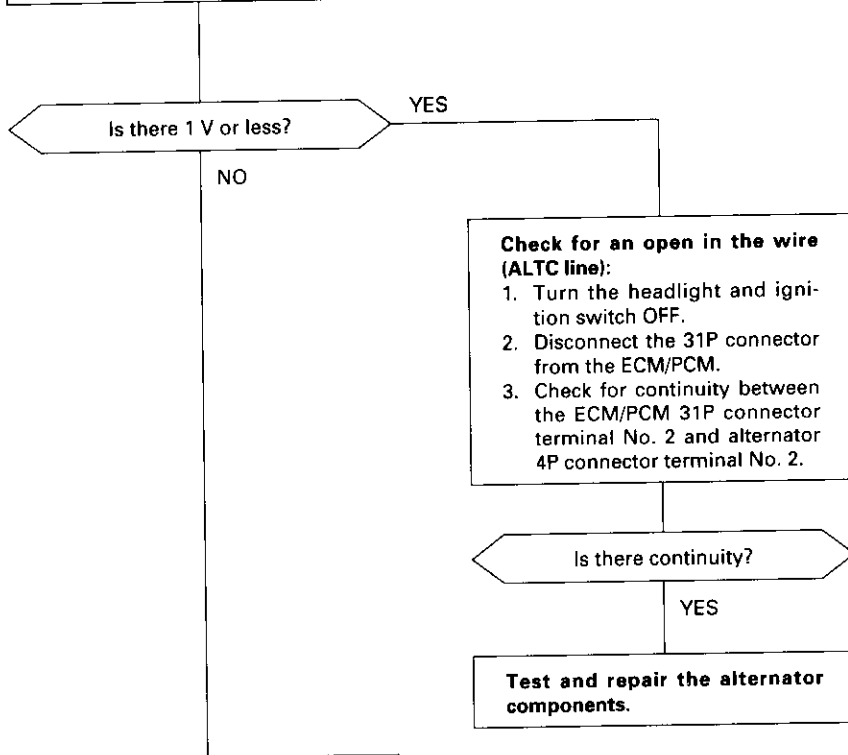 Is there 1 V or less?
YES
NO
Check for an open in the wire
(ALTC line):
1. Turn the headlight and igni-
tion switch OFF.
2. Disconnect the 31P connector
from the ECM/PCM.
3. Check for continuity between
the ECM/PCM 31P connector
terminal No. 2 and alternator
4P connector terminal No. 2.
Is there continuity?
YES
Test and repair the alternator
components.